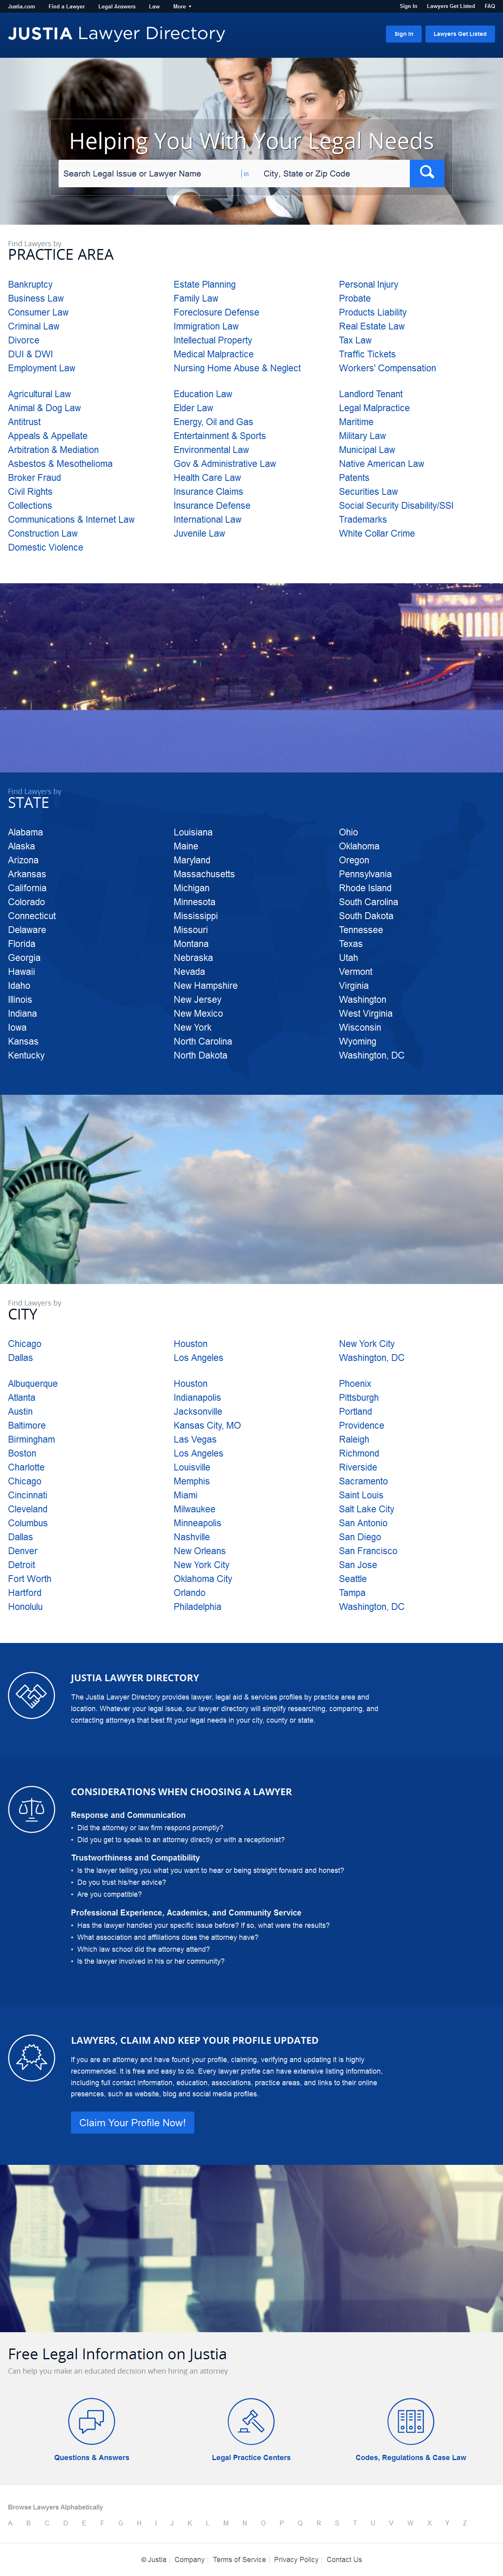 Justia.com Find a Lawyer Legal Answers Law More ▼ Sign In Lawyers Get Listed FAQ
JUSTIA Lawyer Directory
Sign In Lawyers Get Listed
Helping You With Your Legal Needs
Search Legal Issue or Lawyer Name in City, State or Zip Code
Find Lawyers by
PRACTICE AREA
Bankruptcy
Business Law
Consumer Law
Criminal Law
Divorce
DUI & DWI
Employment Law
Estate Planning
Family Law
Foreclosure Defense
Immigration Law
Intellectual Property
Medical Malpractice
Nursing Home Abuse & Neglect
Personal Injury
Probate
Products Liability
Real Estate Law
Tax Law
Traffic Tickets
Workers' Compensation
Agricultural Law
Animal & Dog Law
Antitrust
Appeals & Appellate
Arbitration & Mediation
Asbestos & Mesothelioma
Broker Fraud
Civil Rights
Collections
Communications & Internet Law
Construction Law
Domestic Violence
Education Law
Elder Law
Energy, Oil and Gas
Entertainment & Sports
Environmental Law
Gov & Administrative Law
Health Care Law
Insurance Claims
Insurance Defense
International Law
Juvenile Law
Landlord Tenant
Legal Malpractice
Maritime
Military Law
Municipal Law
Native American Law
Patents
Securities Law
Social Security Disability/SSI
Trademarks
White Collar Crime
Find Lawyers by
STATE
Alabama
Alaska
Arizona
Arkansas
California
Colorado
Connecticut
Delaware
Florida
Georgia
Hawaii
Idaho
Illinois
Indiana
Iowa
Kansas
Kentucky
Louisiana
Maine
Maryland
Massachusetts
Michigan
Minnesota
Mississippi
Missouri
Montana
Nebraska
Nevada
New Hampshire
New Jersey
New Mexico
New York
North Carolina
North Dakota
Ohio
Oklahoma
Oregon
Pennsylvania
Rhode Island
South Carolina
South Dakota
Tennessee
Texas
Utah
Vermont
Virginia
Washington
West Virginia
Wisconsin
Wyoming
Washington, DC
Find Lawyers by
CITY
Chicago
Dallas
Houston
Los Angeles
New York City
Washington, DC
Albuquerque
Atlanta
Austin
Baltimore
Birmingham
Boston
Charlotte
Chicago
Cincinnati
Cleveland
Columbus
Dallas
Denver
Detroit
Fort Worth
Hartford
Honolulu
Houston
Indianapolis
Jacksonville
Kansas City, MO
Las Vegas
Los Angeles
Louisville
Memphis
Miami
Milwaukee
Minneapolis
Nashville
New Orleans
New York City
Oklahoma City
Orlando
Philadelphia
Phoenix
Pittsburgh
Portland
Providence
Raleigh
Richmond
Riverside
Sacramento
Saint Louis
Salt Lake City
San Antonio
San Diego
San Francisco
San Jose
Seattle
Tampa
Washington, DC
JUSTIA LAWYER DIRECTORY
The Justia Lawyer Directory provides lawyer, legal aid & services profiles by practice area and
location. Whatever your legal issue, our lawyer directory will simplify researching, comparing, and
contacting attorneys that best fit your legal needs in your city, county or state.
CONSIDERATIONS WHEN CHOOSING A LAWYER
Response and Communication
• Did the attorney or law firm respond promptly?
• Did you get to speak to an attorney directly or with a receptionist?
Trustworthiness and Compatibility
• Is the lawyer telling you what you want to hear or being straight forward and honest?
• Do you trust his/her advice?
• Are you compatible?
Professional Experience, Academics, and Community Service
• Has the lawyer handled your specific issue before? If so, what were the results?
• What association and affiliations does the attorney have?
• Which law school did the attorney attend?
• Is the lawyer involved in his or her community?
LAWYERS, CLAIM AND KEEP YOUR PROFILE UPDATED
If you are an attorney and have found your profile, claiming, verifying and updating it is highly
recommended. It is free and easy to do. Every lawyer profile can have extensive listing information,
including full contact information, education, associations, practice areas, and links to their online
presences, such as website, blog and social media profiles.
Claim Your Profile Now!
Free Legal Information on Justia
Can help you make an educated decision when hiring an attorney
Questions & Answers
Legal Practice Centers
Codes, Regulations & Case Law
Browse Lawyers Alphabetically
A B C D E F G H I J K L M N O P Q R S T U V W X Y Z
© Justia Company Terms of Service Privacy Policy Contact Us